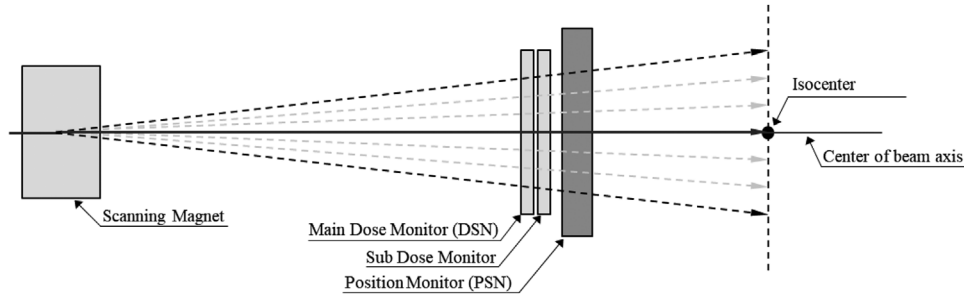 Isocenter
Center of beam axis
Scanning Magnet
Main Dose Monitor (DSN)
Sub Dose Monitor
Position Monitor (PSN)